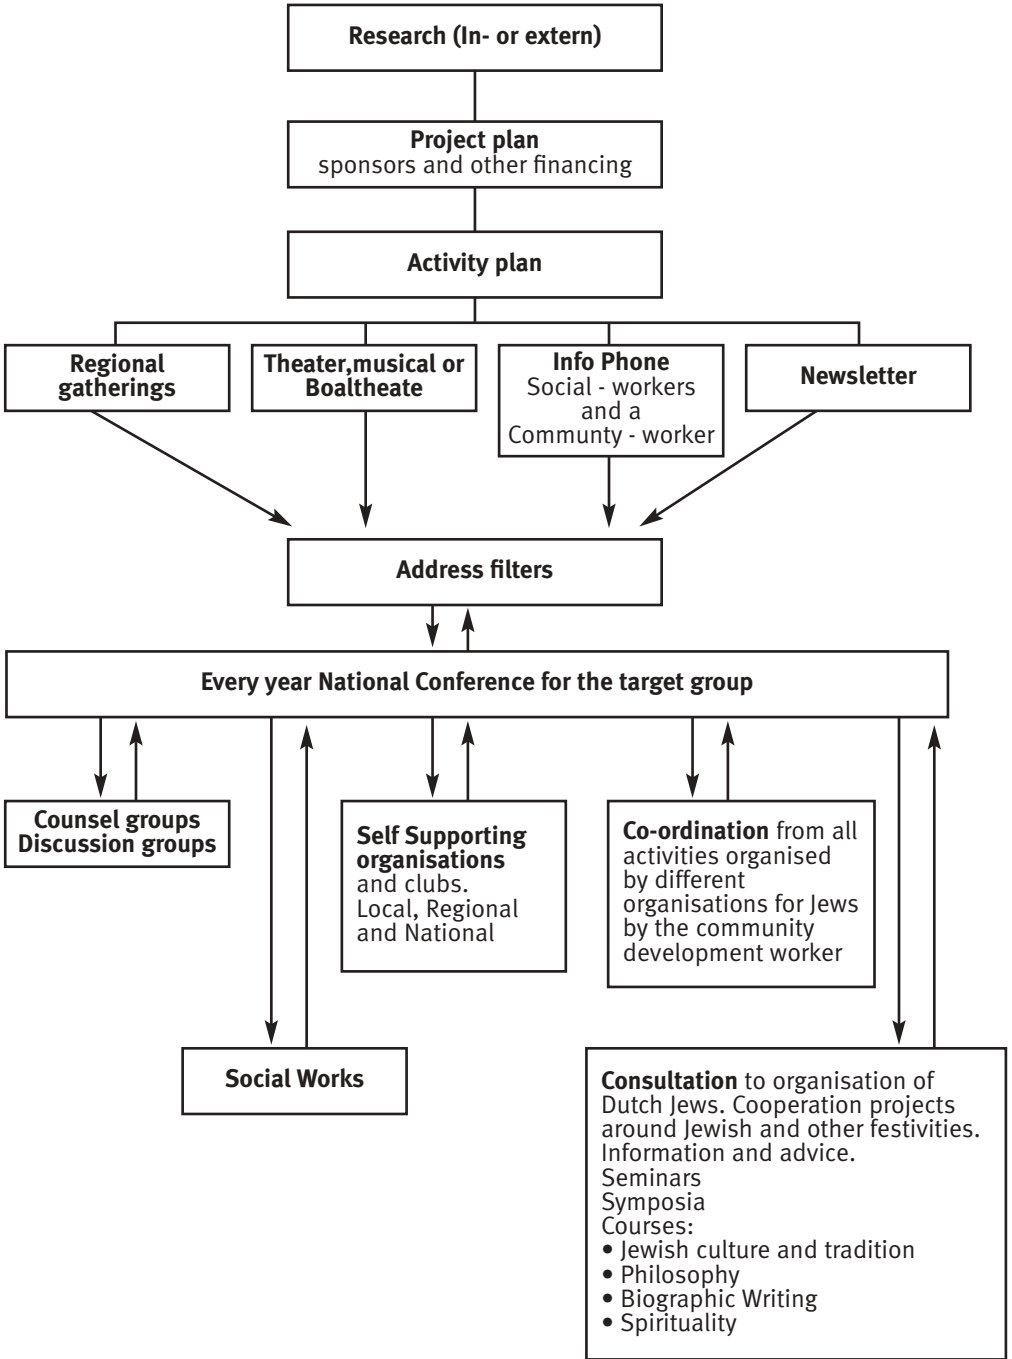 Research (In- or extern)
Project plan
sponsors and other financing
Activity plan
Regional
gatherings
Theater,musical or
Boaltheate
Info Phone
Social - workers
and a
Communty - worker
Newsletter
Address filters
Every year National Conference for the target group
Counsel groups
Discussion groups
Self Supporting
organisations
and clubs.
Local, Regional
and National
Co-ordination from all
activities organised
by different
organisations for Jews
by the community
development worker
Social Works
Consultation to organisation of
Dutch Jews. Cooperation projects
around Jewish and other festivities.
Information and advice.
Seminars
Symposia
Courses:
• Jewish culture and tradition
• Philosophy
• Biographic Writing
• Spirituality